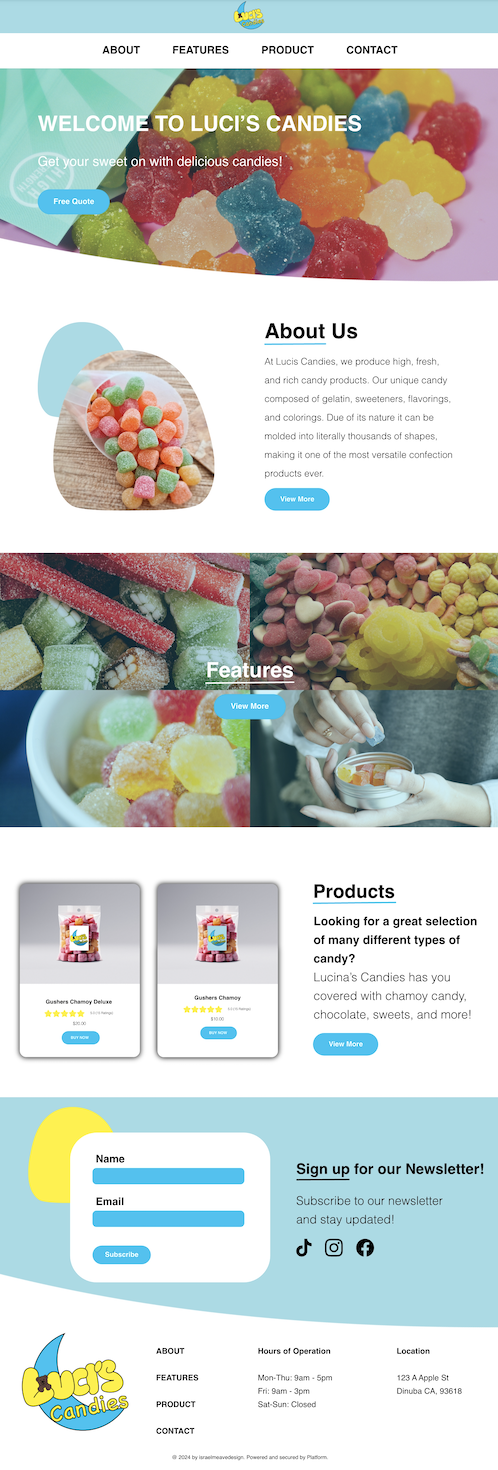 LUCI'S
Candies
ABOUT
FEATURES
PRODUCT
CONTACT
WELCOME TO LUCI'S CANDIES
Get your sweet on with delicious candies!
Free Quote
About Us
At Lucis Candies, we produce high, fresh,
and rich candy products. Our unique candy
composed of gelatin, sweeteners, flavorings,
and colorings. Due of its nature it can be
molded into literally thousands of shapes,
making it one of the most versatile confection
products ever.
View More
Features
View More
Gushers Chamoy Deluxe
$20.00
BUY NOW
Gushers Chamoy
$10.00
BUY NOW
Products
Looking for a great selection
of many different types of
candy?
Lucina's Candies has you
covered with chamoy candy,
chocolate, sweets, and more!
View More
Name
Email
Subscribe
Sign up for our Newsletter!
Subscribe to our newsletter
and stay updated!
LUCI'S
Candies
ABOUT
FEATURES
PRODUCT
CONTACT
Hours of Operation
Mon-Thu: 9am - 5pm
Fri: 9am - 3pm
Sat-Sun: Closed
Location
123 A Apple St
Dinuba CA, 93618
@ 2024 by israelmeavedesign. Powered and secured by Platform.